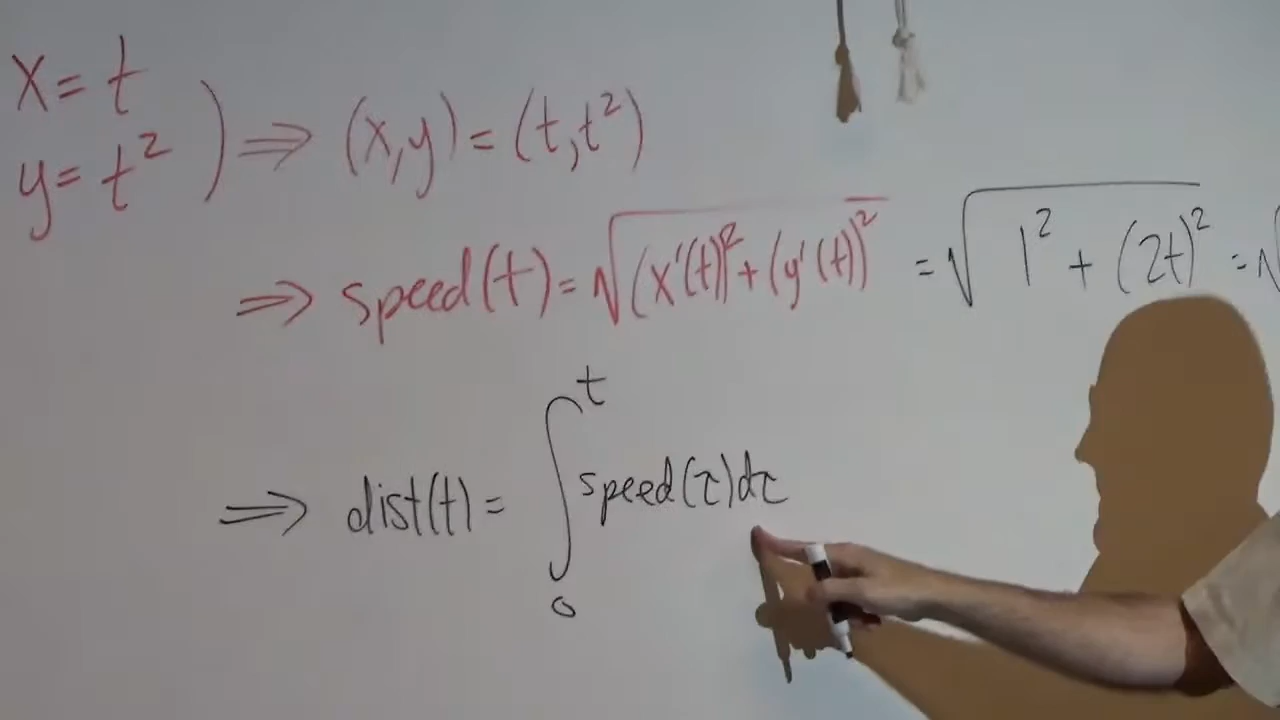 x = t
y = t²
) ⇒ (x,y) = (t,t²)
⇒ speed(t) = √((x'(t))² + (y'(t))²) = √(1² + (2t)²) = √
⇒ dist(t) = ∫₀ᵗ speed(τ)dτ